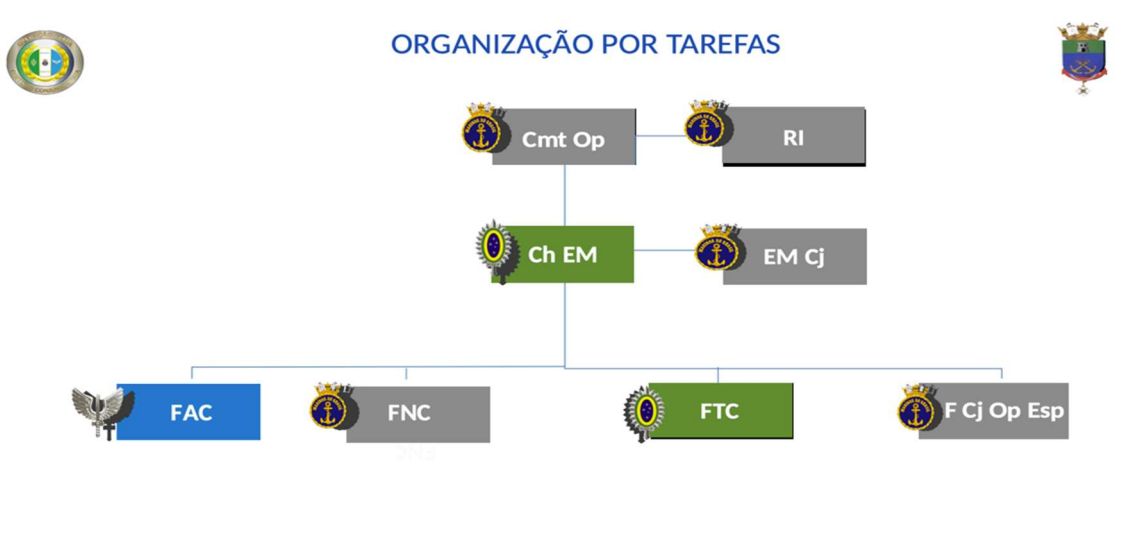 ORGANIZAÇÃO POR TAREFAS
Cmt Op
RI
Ch EM
EM Cj
FAC
FNC
FTC
F Cj Op Esp